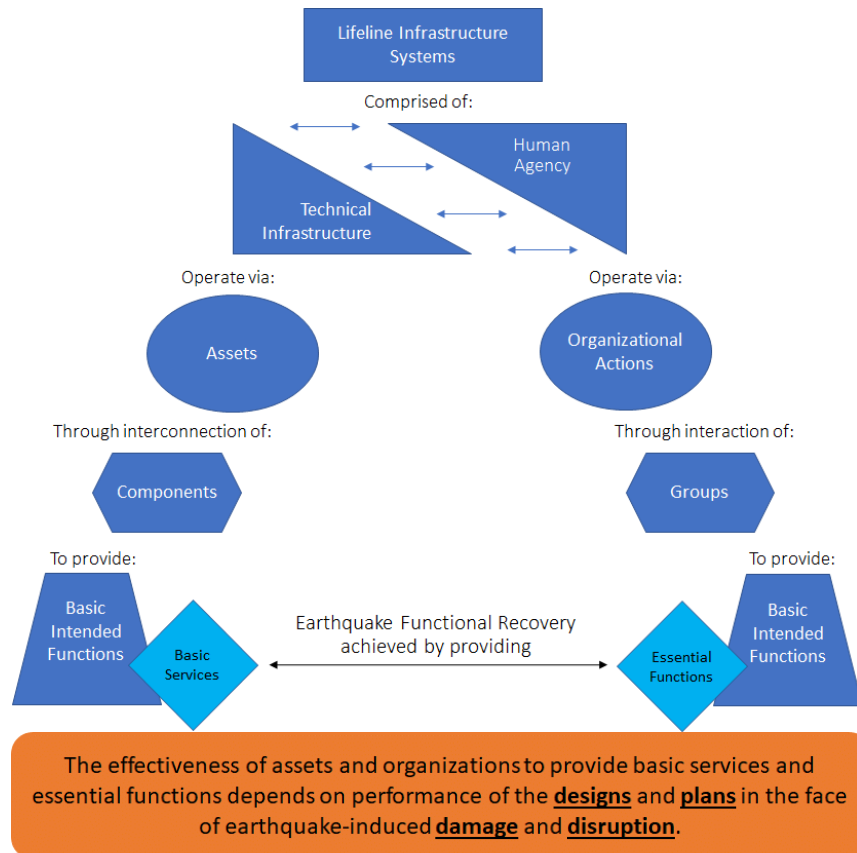 Lifeline Infrastructure
Systems
Comprised of:
Human
Agency
Technical
Infrastructure
Operate via:
Operate via:
Assets
Organizational
Actions
Through interconnection of:
Through interaction of:
Components
Groups
To provide:
To provide:
Basic
Intended
Functions
Basic
Services
Earthquake Functional Recovery
achieved by providing
Essential
Functions
Basic
Intended
Functions
The effectiveness of assets and organizations to provide basic services and
essential functions depends on performance of the designs and plans in the face
of earthquake-induced damage and disruption.